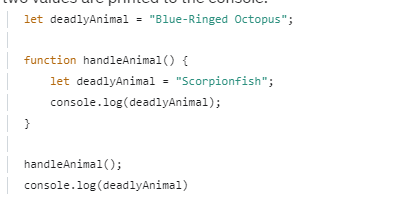 two values are printed to the console.
let deadlyAnimal = "Blue-Ringed Octopus";
function handleAnimal() {
let deadlyAnimal = "Scorpionfish";
console.log(deadlyAnimal);
}
handleAnimal();
console.log(deadlyAnimal)